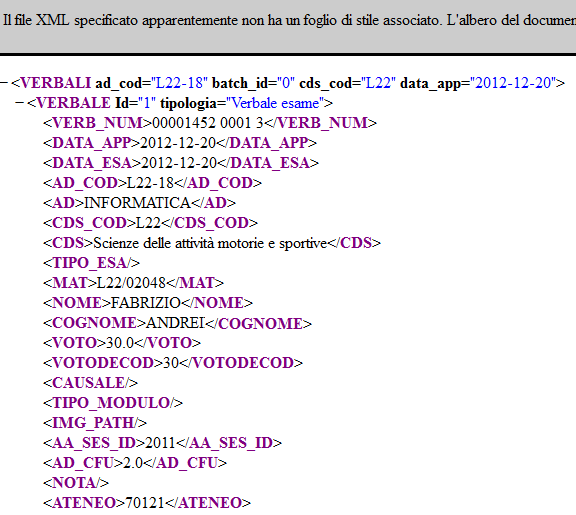 Il file XML specificato apparentemente non ha un foglio di stile associato. L'albero del documen
−<VERBALI ad_cod="L22-18" batch_id="0" cds_cod="L22" data_app="2012-12-20">
−<VERBALE Id="1" tipologia="Verbale esame">
<VERB_NUM>00001452 0001 3</VERB_NUM>
<DATA_APP>2012-12-20</DATA_APP>
<DATA_ESA>2012-12-20</DATA_ESA>
<AD_COD>L22-18</AD_COD>
<AD>INFORMATICA</AD>
<CDS_COD>L22</CDS_COD>
<CDS>Scienze delle attività motorie e sportive</CDS>
<TIPO_ESA/>
<MAT>L22/02048</MAT>
<NOME>FABRIZIO</NOME>
<COGNOME>ANDREI</COGNOME>
<VOTO>30.0</VOTO>
<VOTODECOD>30</VOTODECOD>
<CAUSALE/>
<TIPO_MODULO/>
<IMG_PATH/>
<AA_SES_ID>2011</AA_SES_ID>
<AD_CFU>2.0</AD_CFU>
<NOTA/>
<ATENEO>70121</ATENEO>